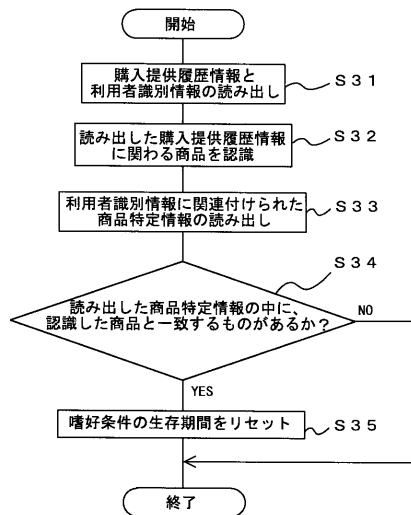 開始
購入提供履歴情報と
利用者識別情報の読み出し
S31
読み出した購入提供履歴情報
に関わる商品を認識
S32
利用者識別情報に関連付けられた
商品特定情報の読み出し
S33
S34
読み出した商品特定情報の中に、
認識した商品と一致するものがあるか?
NO
YES
嗜好条件の生存期間をリセット
S35
終了